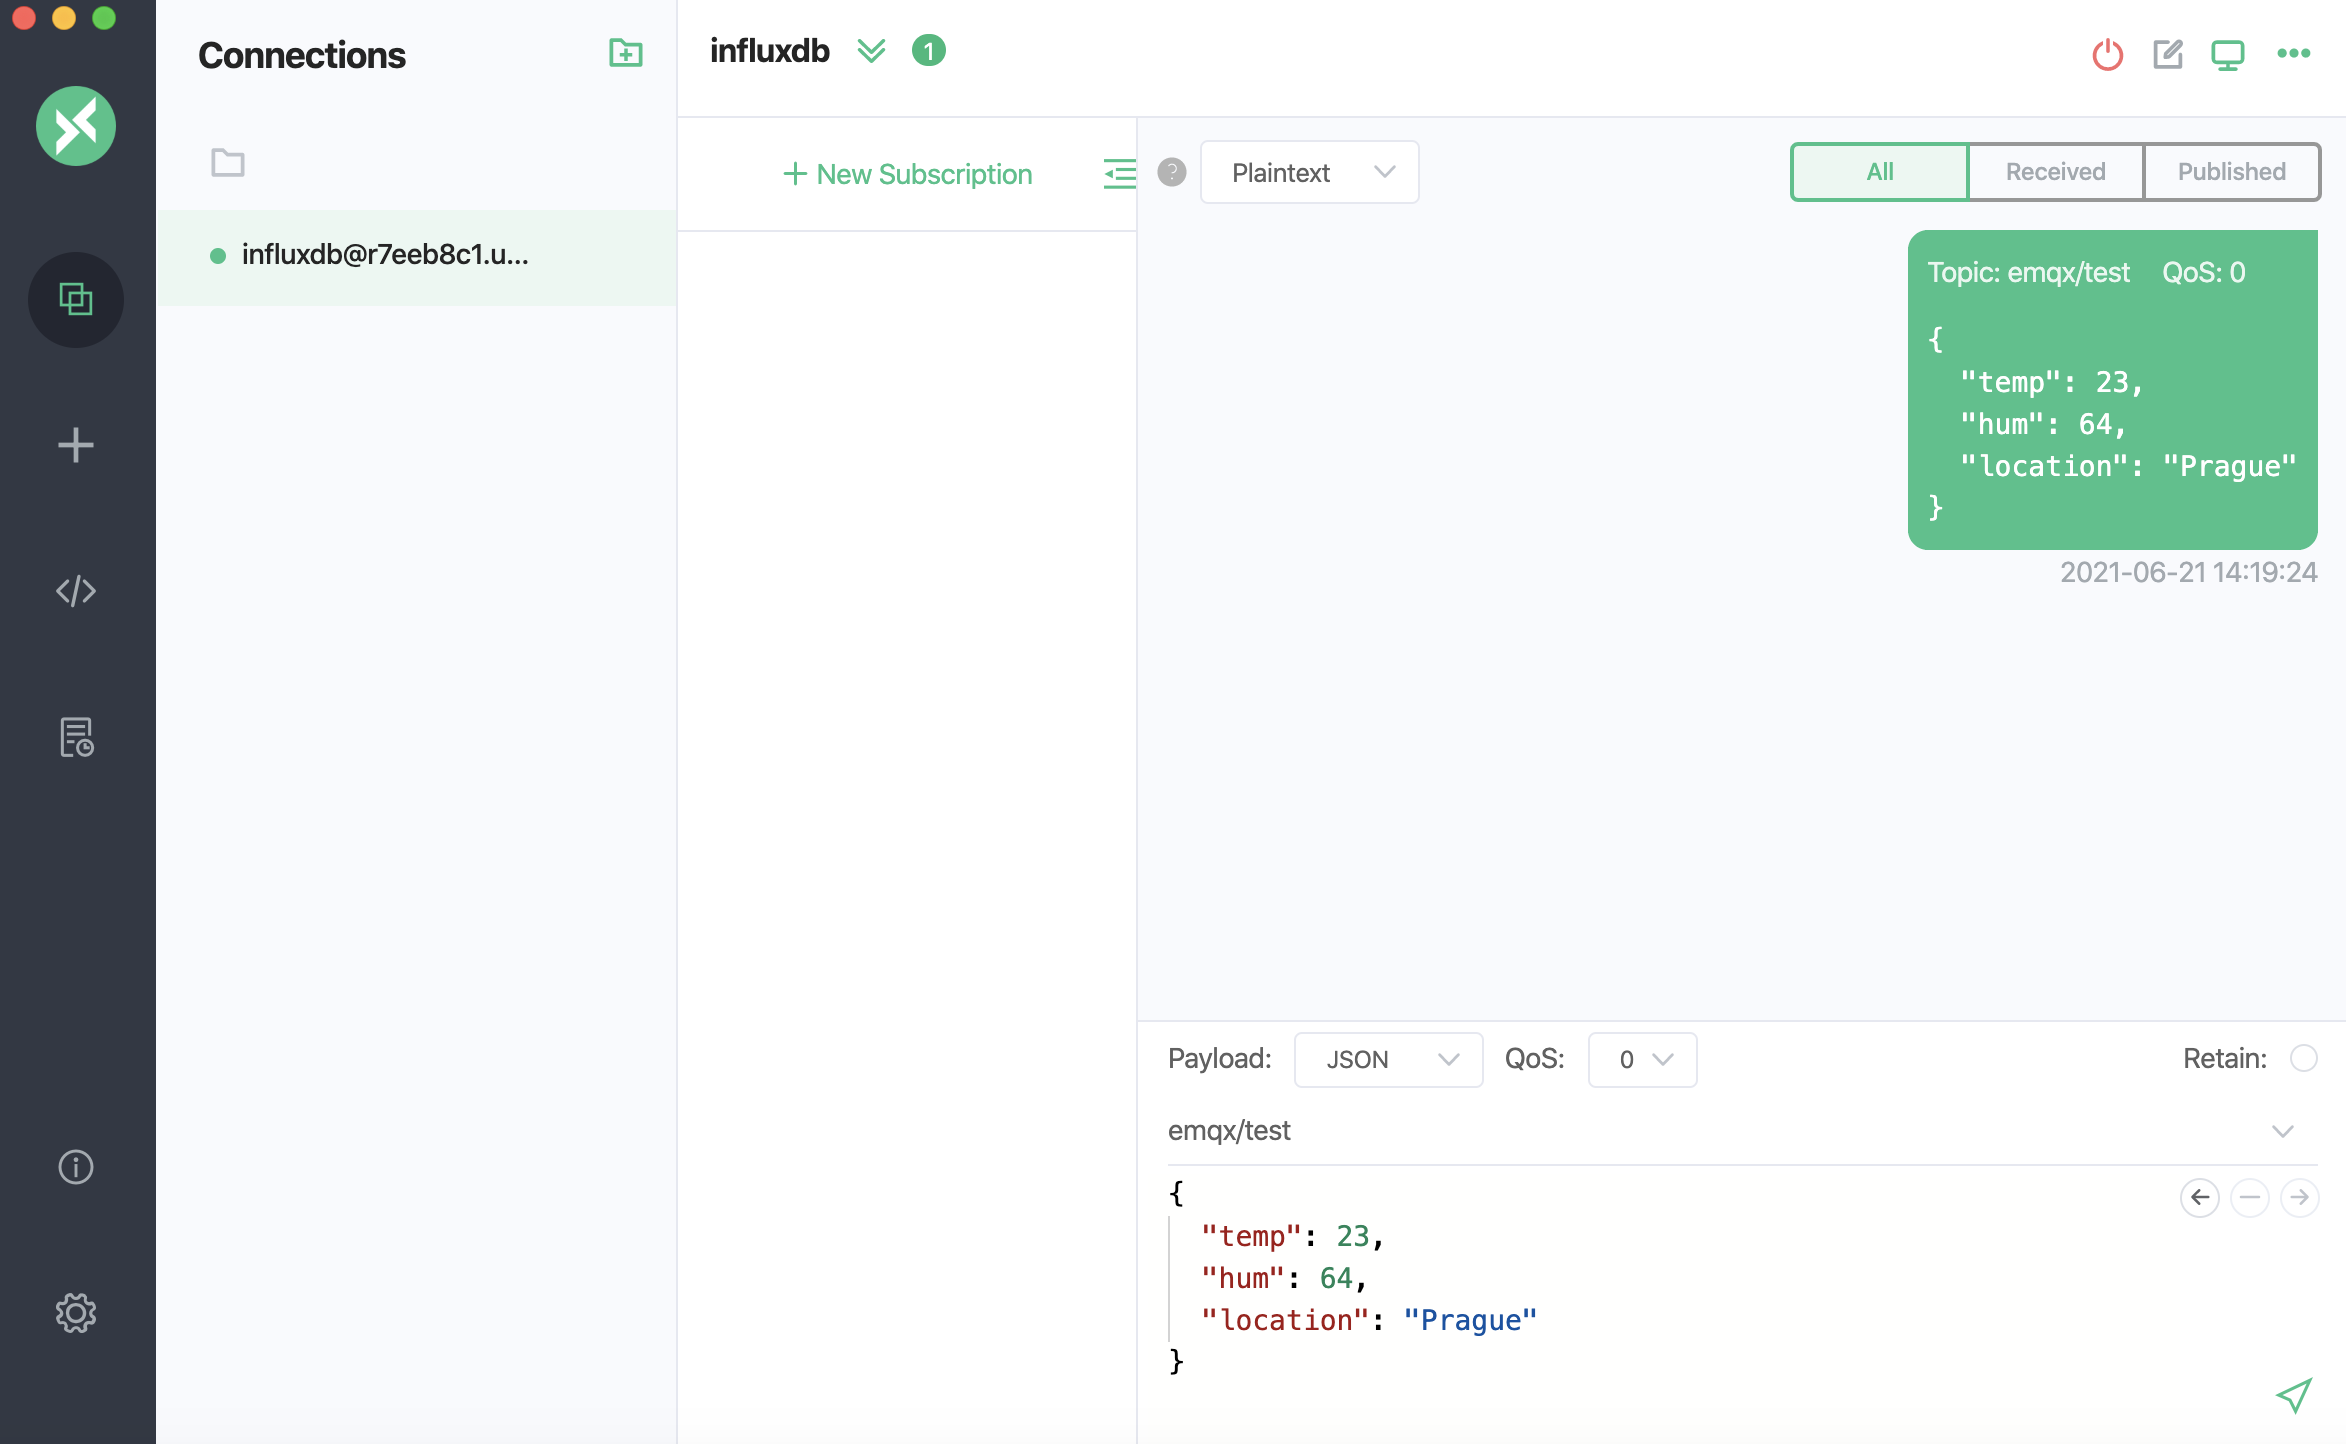 Connections
influxdb@r7eeb8c1.u...
influxdb 1
+ New Subscription
? Plaintext
All Received Published
Topic: emqx/test QoS: 0
{
"temp": 23,
"hum": 64,
"location": "Prague"
}
2021-06-21 14:19:24
Payload: JSON QoS: 0 Retain:
emqx/test
{
"temp": 23,
"hum": 64,
"location": "Prague"
}